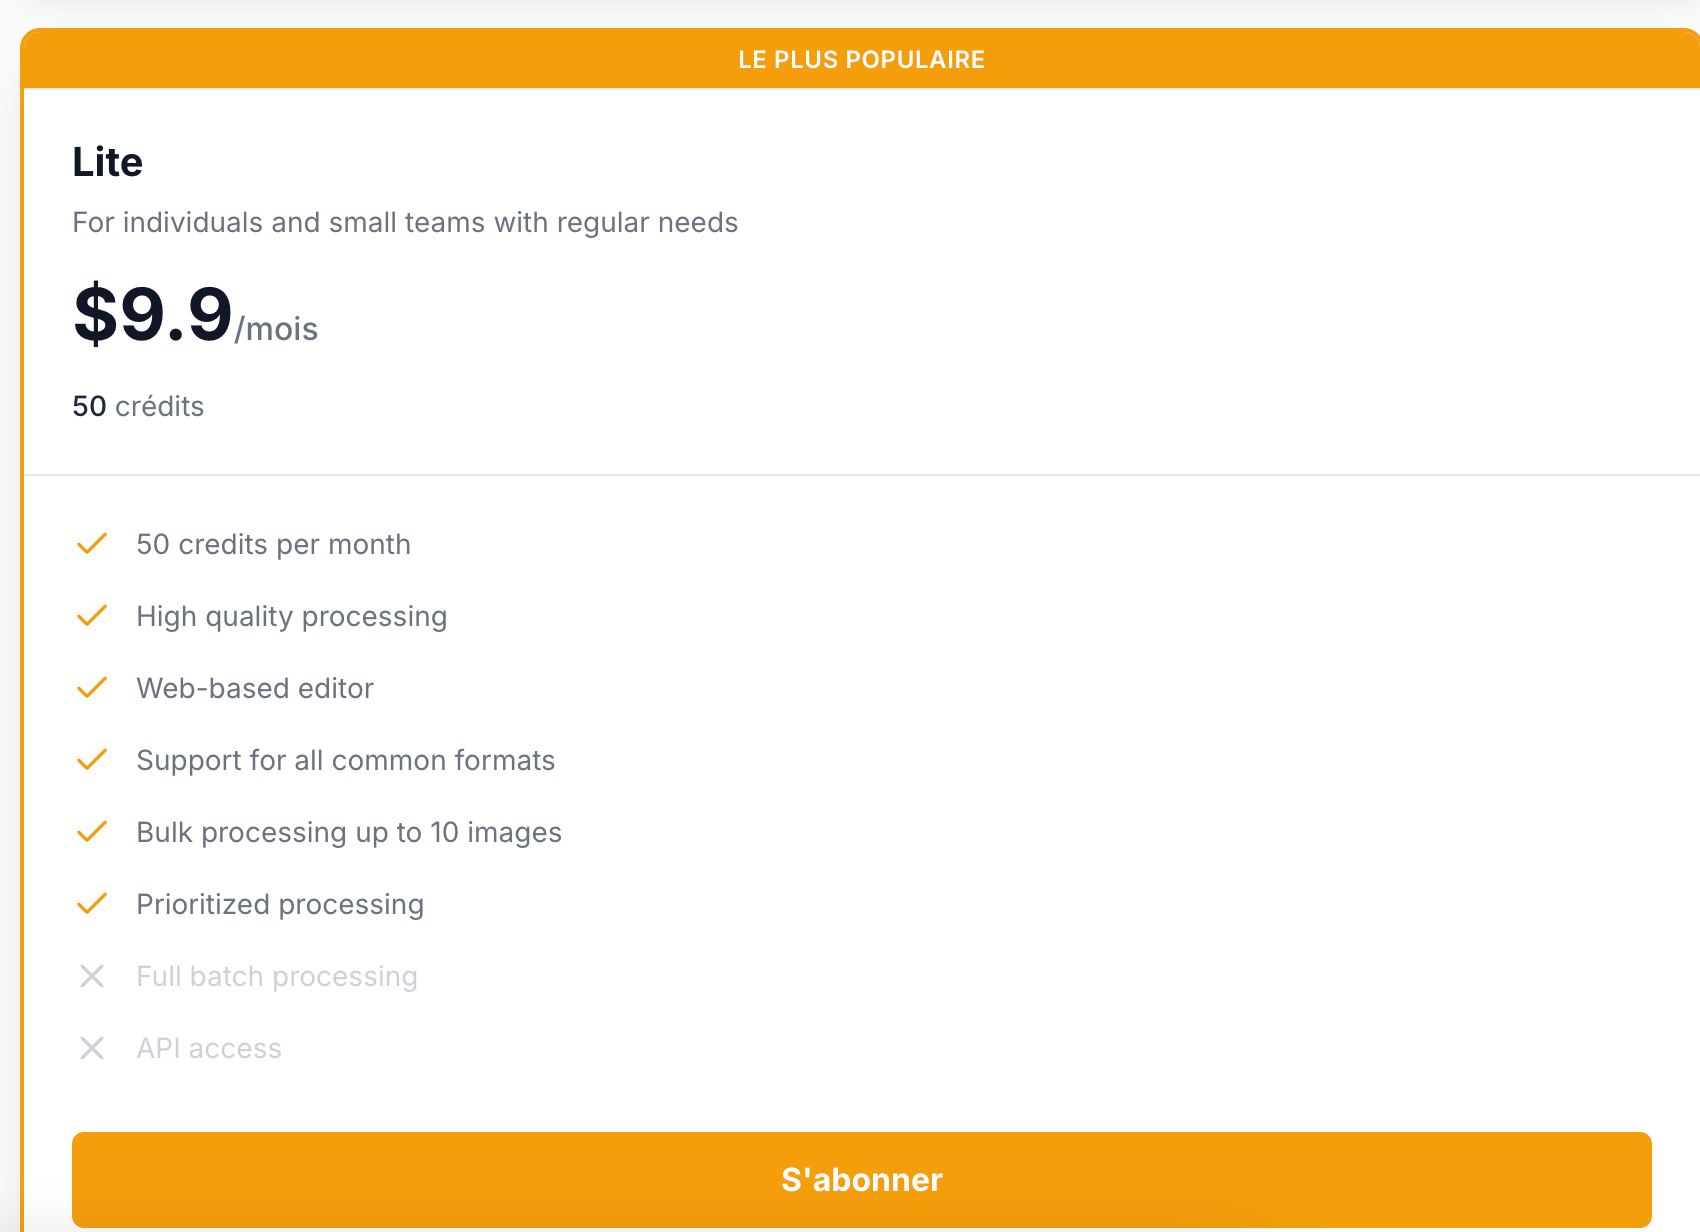 LE PLUS POPULAIRE
Lite
For individuals and small teams with regular needs
$9.9/mois
50 crédits
50 credits per month
High quality processing
Web-based editor
Support for all common formats
Bulk processing up to 10 images
Prioritized processing
Full batch processing
API access
S'abonner